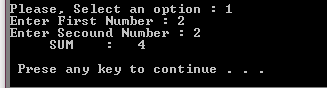 Please, Select an option : 1
Enter First Number : 2
Enter Secound Number : 2
SUM : 4
Prese any key to continue . . .